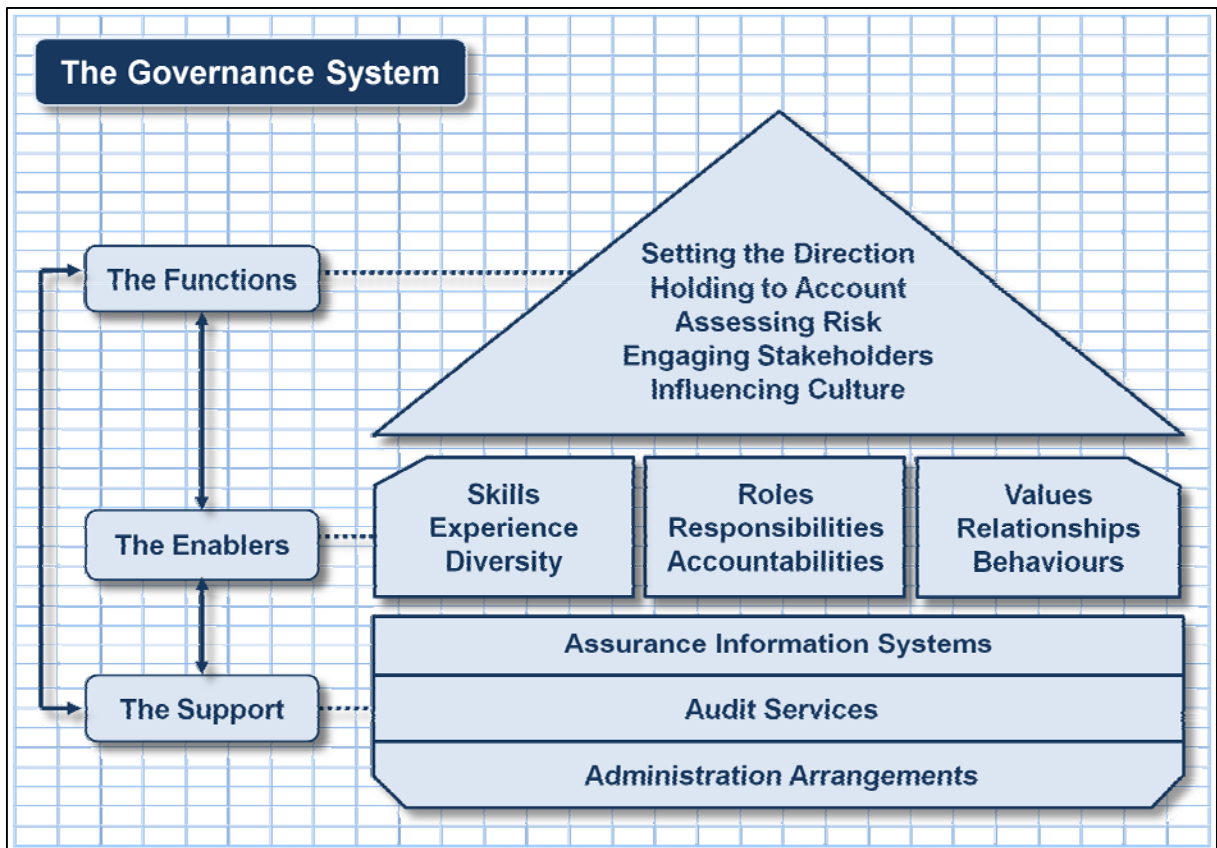 The Governance System
The Functions
Setting the Direction
Holding to Account
Assessing Risk
Engaging Stakeholders
Influencing Culture
The Enablers
Skills
Experience
Diversity
Roles
Responsibilities
Accountabilities
Values
Relationships
Behaviours
The Support
Assurance Information Systems
Audit Services
Administration Arrangements